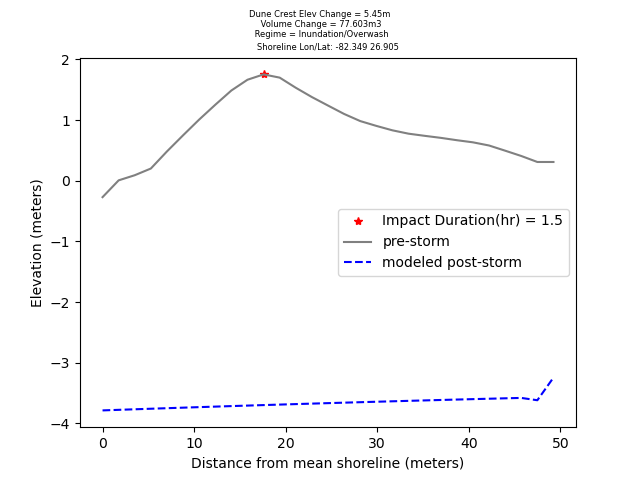 Dune Crest Elev Change = 5.45m
Volume Change = 77.603m3
Regime = Inundation/Overwash
Shoreline Lon/Lat: -82.349 26.905
2
1
0
−1
−2
−3
−4
Elevation (meters)
Impact Duration(hr) = 1.5
pre-storm
modeled post-storm
0 10 20 30 40 50
Distance from mean shoreline (meters)